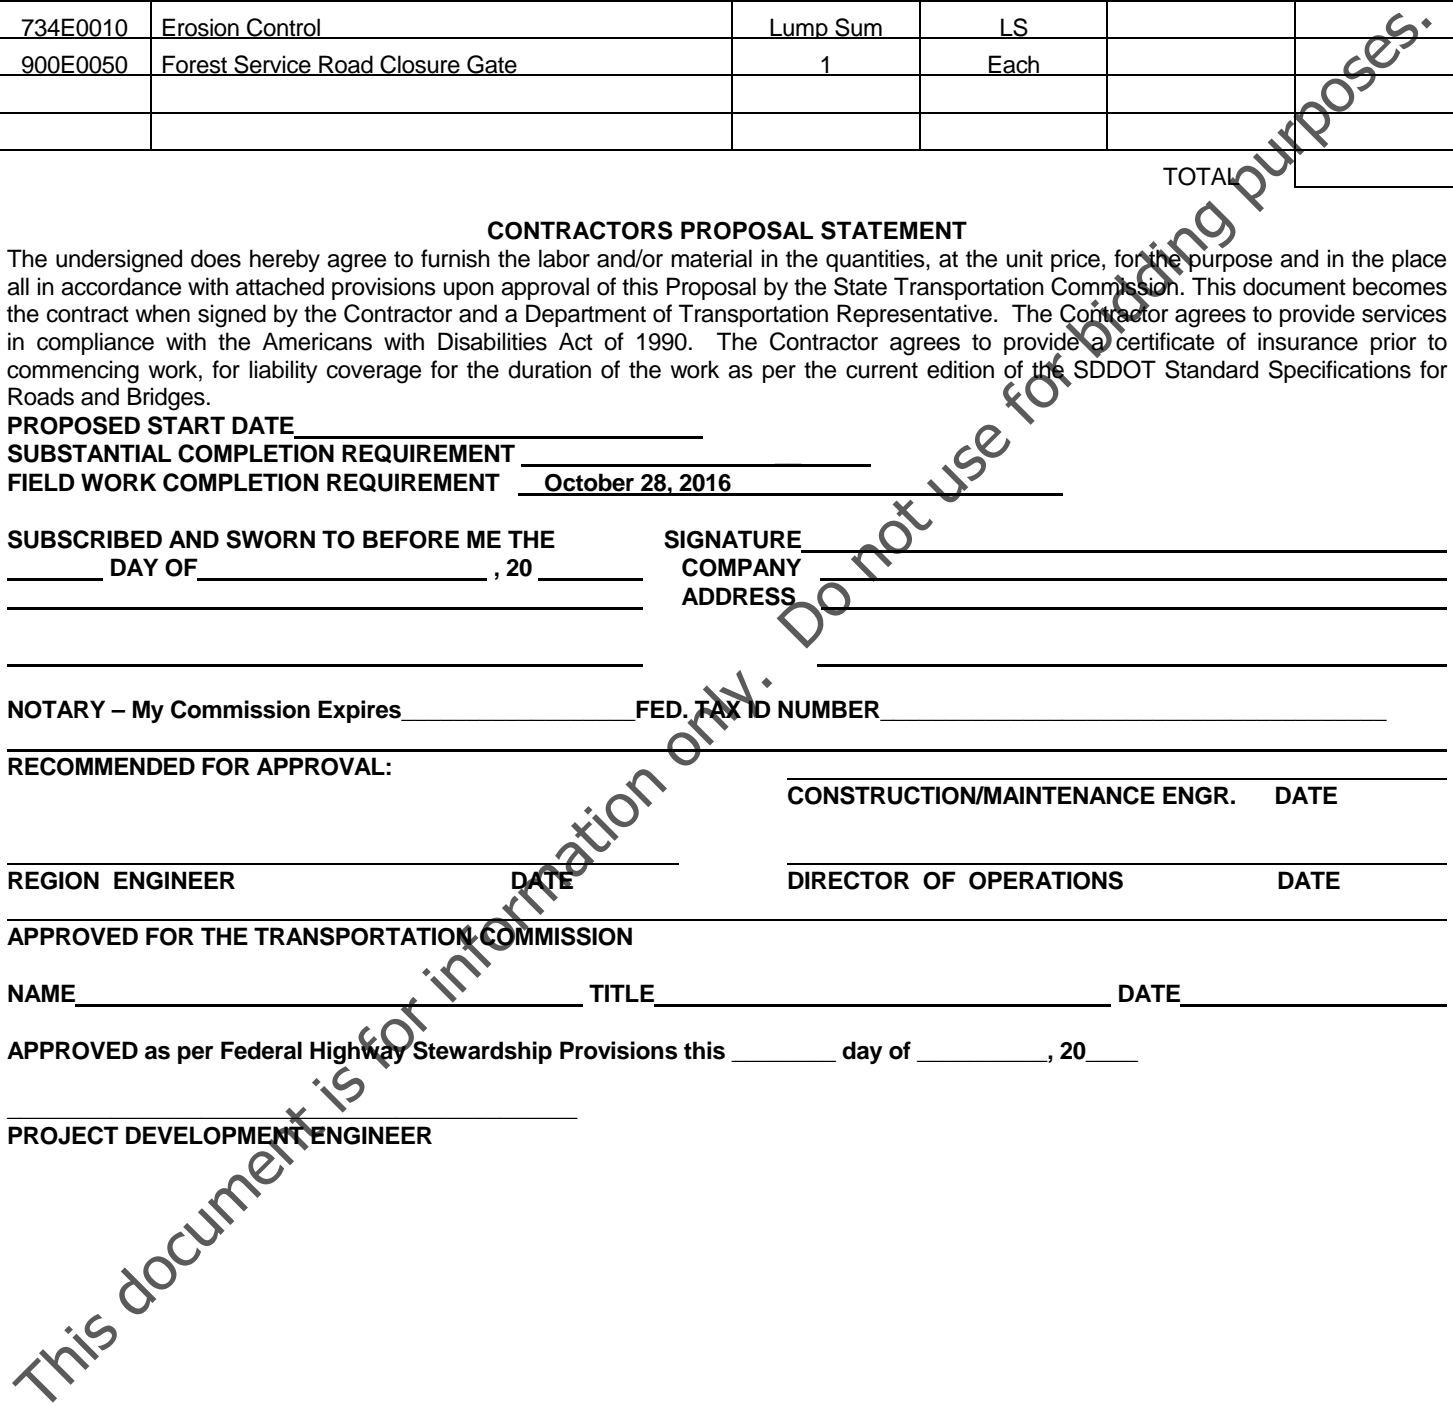 734E0010 Erosion Control Lump Sum LS
900E0050 Forest Service Road Closure Gate 1 Each
TOTAL
CONTRACTORS PROPOSAL STATEMENT
The undersigned does hereby agree to furnish the labor and/or material in the quantities, at the unit price, for the purpose and in the place
all in accordance with attached provisions upon approval of this Proposal by the State Transportation Commission. This document becomes
the contract when signed by the Contractor and a Department of Transportation Representative. The Contractor agrees to provide services
in compliance with the Americans with Disabilities Act of 1990. The Contractor agrees to provide a certificate of insurance prior to
commencing work, for liability coverage for the duration of the work as per the current edition of the SDDOT Standard Specifications for
Roads and Bridges.
PROPOSED START DATE
SUBSTANTIAL COMPLETION REQUIREMENT __
FIELD WORK COMPLETION REQUIREMENT October 28, 2016
SUBSCRIBED AND SWORN TO BEFORE ME THE SIGNATURE
DAY OF , 20 COMPANY
ADDRESS
NOTARY – My Commission Expires__________________FED. TAX ID NUMBER_______________________________________
RECOMMENDED FOR APPROVAL:
CONSTRUCTION/MAINTENANCE ENGR. DATE
REGION ENGINEER DATE DIRECTOR OF OPERATIONS DATE
APPROVED FOR THE TRANSPORTATION COMMISSION
NAME TITLE DATE
APPROVED as per Federal Highway Stewardship Provisions this ________ day of __________, 20____
____________________________________________
PROJECT DEVELOPMENT ENGINEER
This document is for information only. Do not use for bidding purposes.